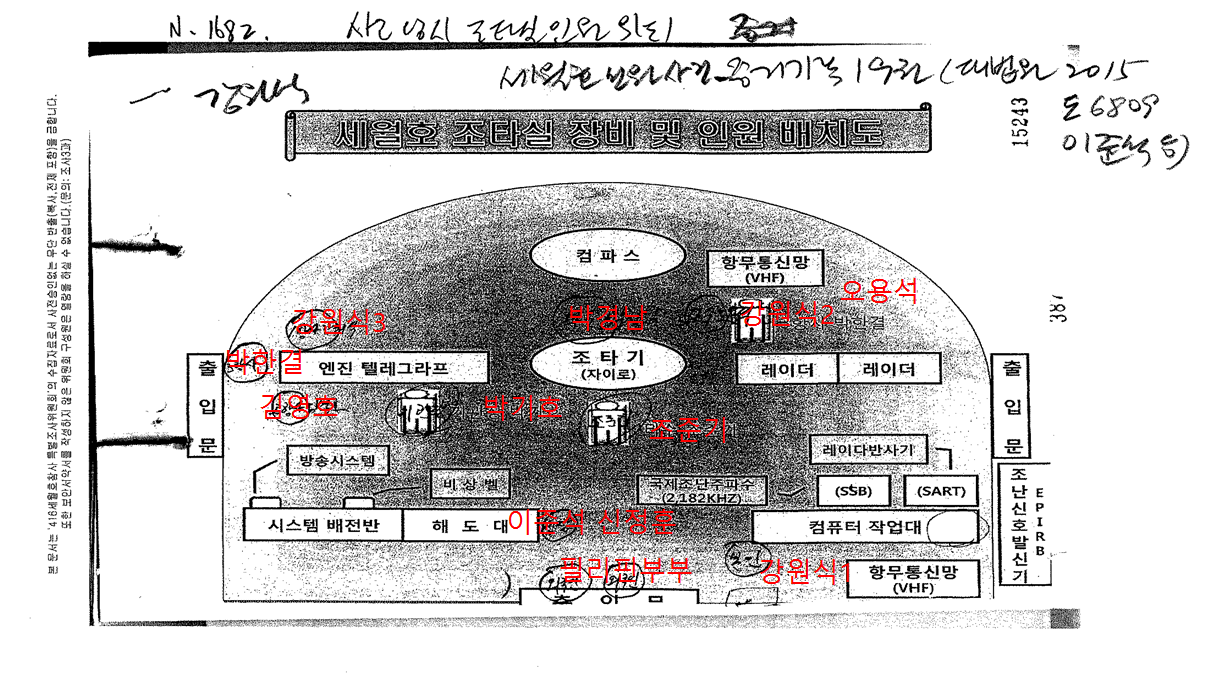 N. 1682. 사고 당시 조타실 인원 위치
세월호 선원 사건 증거기록 19권 (대법원 2015
도6809
이준석 등)
세월호 조타실 장비 및 인원 배치도
15243
387
본 문서는 '4.16세월호참사 특별조사위원회'의 수집자료로서 사전승인없는 무단 반출(복사,전재 포함)을 금합니다.
또한 보안서약서를 작성하지 않은 위원회 구성원은 열람을 하실 수 없습니다.(문의: 조사3과)
컴파스
항무통신망
(VHF)
오용석
강원식3
박경남
강원식2
박한결
박한결
엔진 텔레그라프
조타기
(자이로)
레이더
레이더
출입문
출입문
김영호
박기호
조준기
방송시스템
비상벨
국제조난주파수
(2,182KHZ)
레이다반사기
(SSB)
(SART)
조난신호발신기
EPIRB
시스템 배전반
해도대
이준석 신정훈
컴퓨터 작업대
필리핀부부
강원식1
항무통신망
(VHF)
출입문